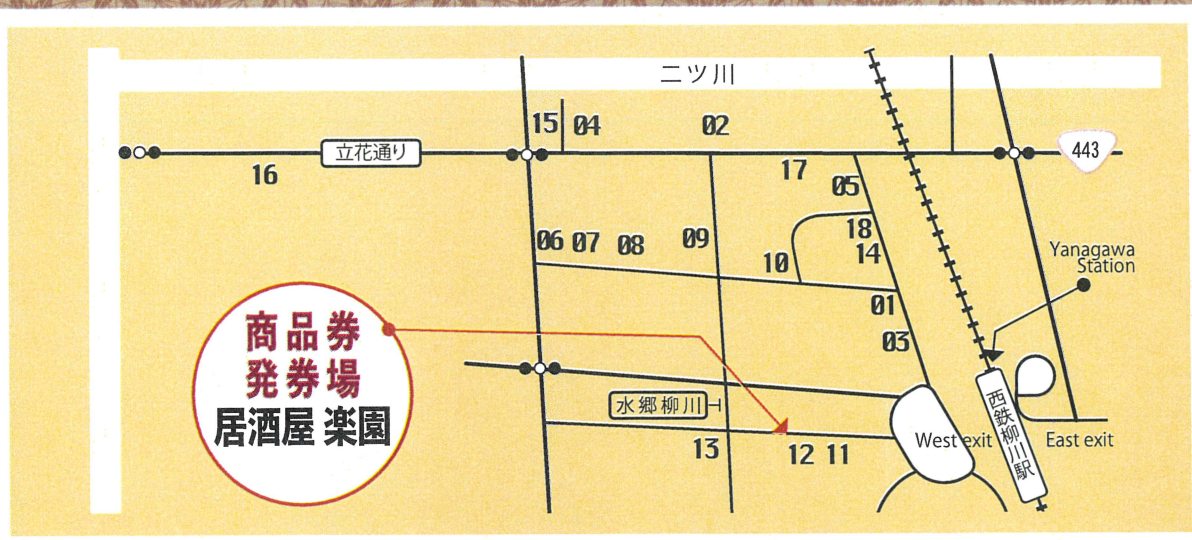 二ツ川
15 04 02
立花通り
443
16
17
05
06 07 08 09
18
14
10
Yanagawa
Station
01
03
商品券
発券場
居酒屋 楽園
水郷柳川
西鉄柳川駅
West exit
East exit
13
12 11